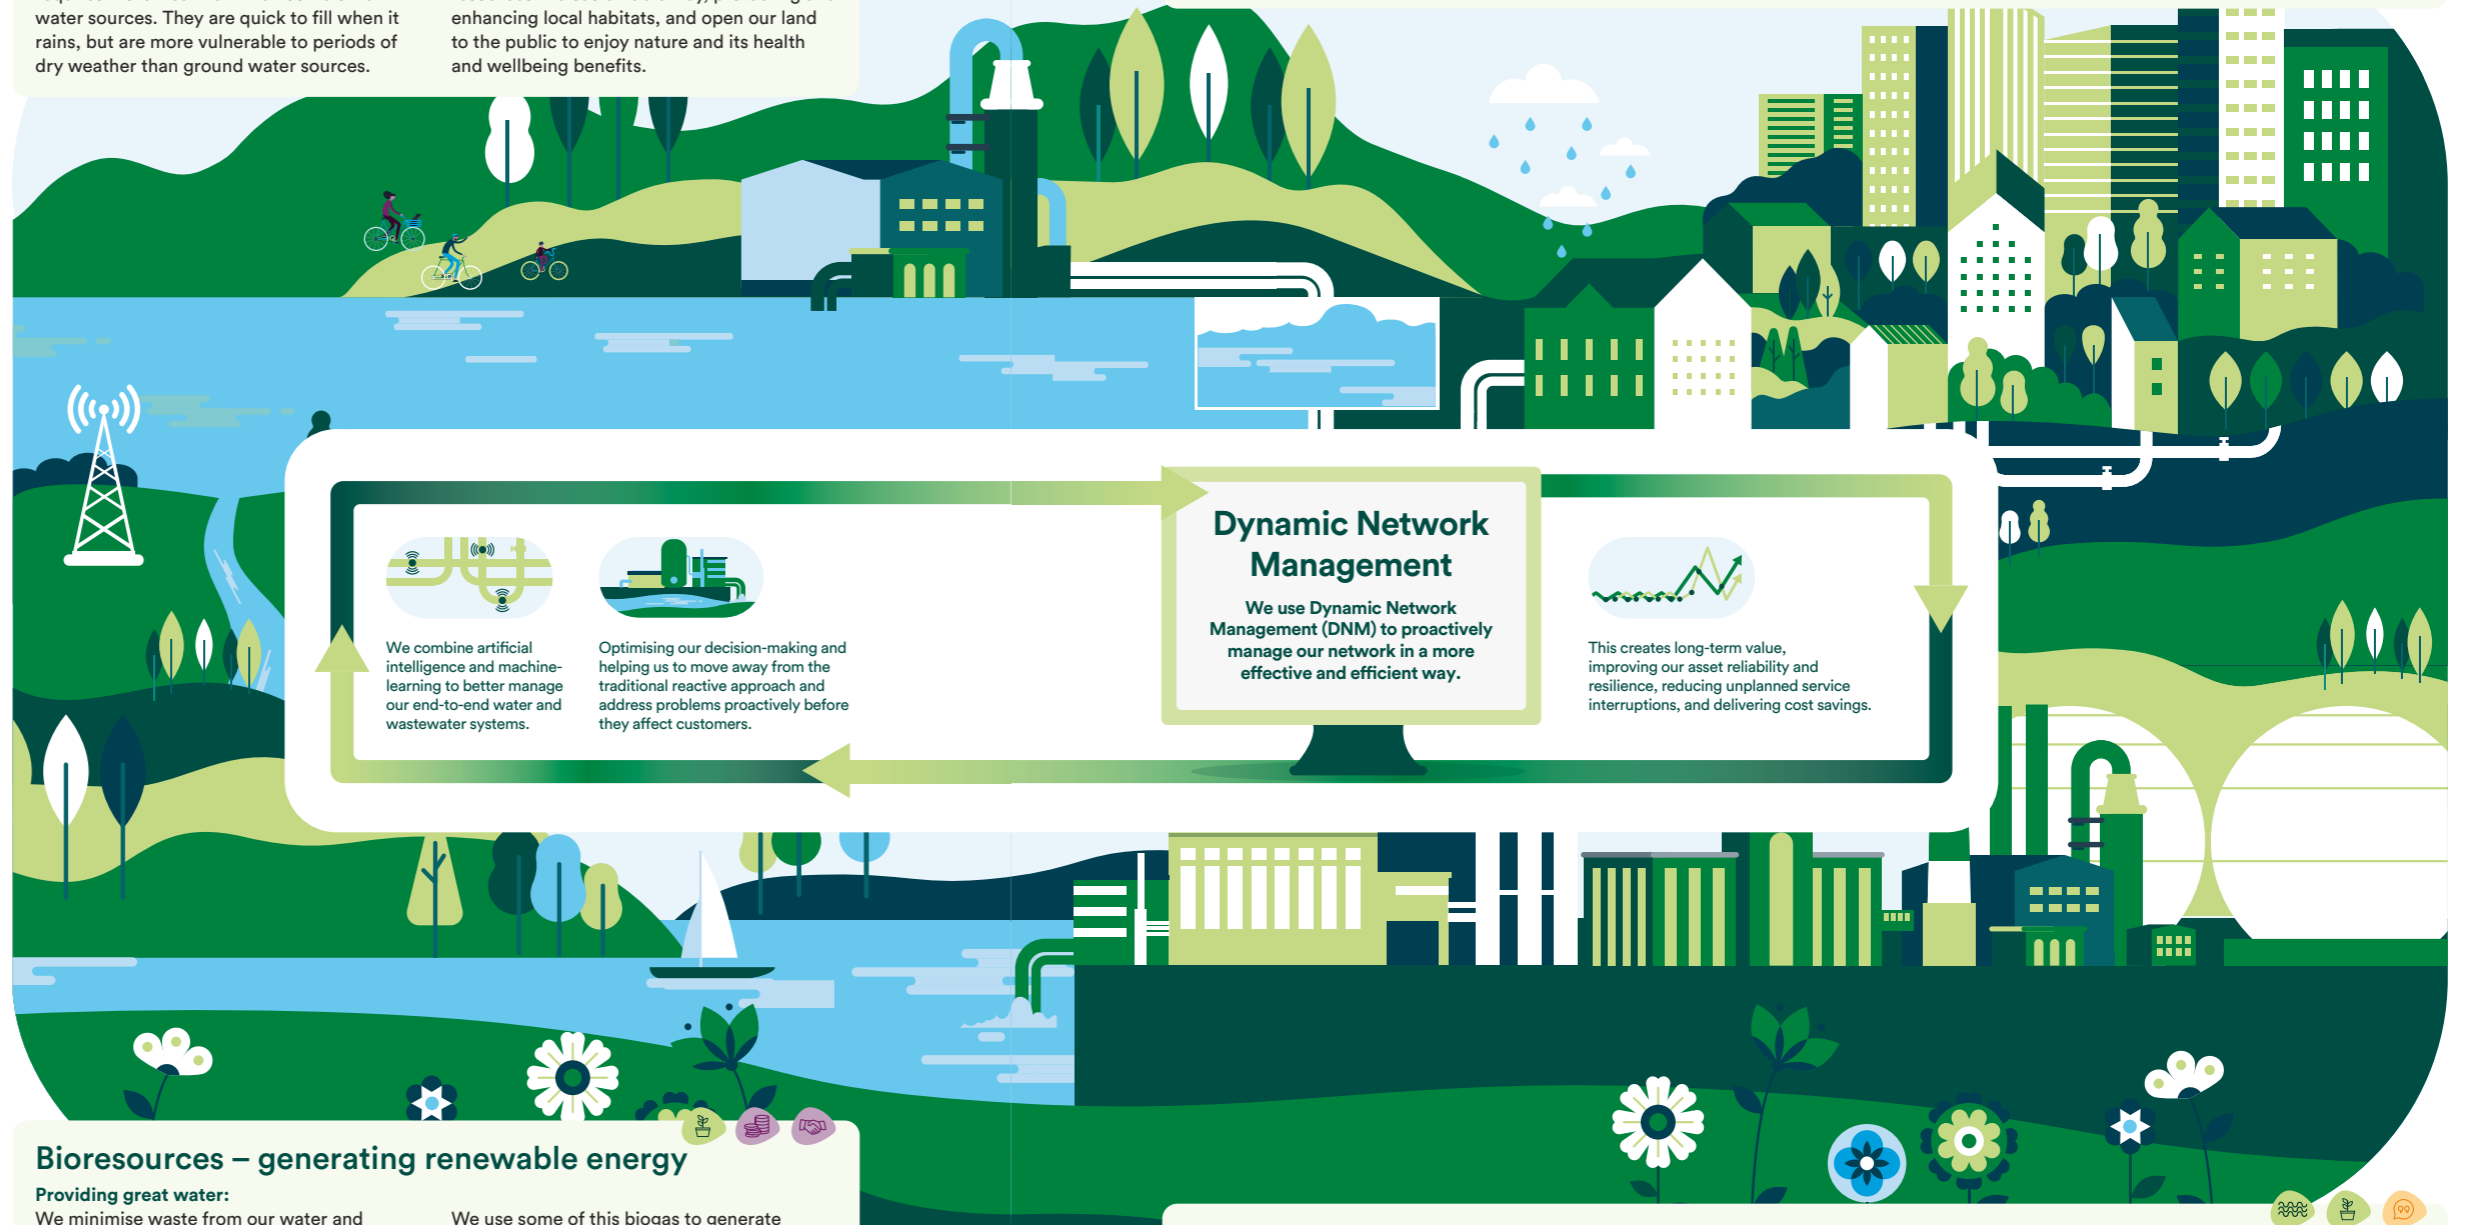 water sources. They are quick to fill when it
rains, but are more vulnerable to periods of
dry weather than ground water sources.
enhancing local habitats, and open our land
to the public to enjoy nature and its health
and wellbeing benefits.
Dynamic Network
Management
We use Dynamic Network
Management (DNM) to proactively
manage our network in a more
effective and efficient way.
We combine artificial
intelligence and machine-
learning to better manage
our end-to-end water and
wastewater systems.
Optimising our decision-making and
helping us to move away from the
traditional reactive approach and
address problems proactively before
they affect customers.
This creates long-term value,
improving our asset reliability and
resilience, reducing unplanned service
interruptions, and delivering cost savings.
Bioresources – generating renewable energy
Providing great water:
We minimise waste from our water and
We use some of this biogas to generate